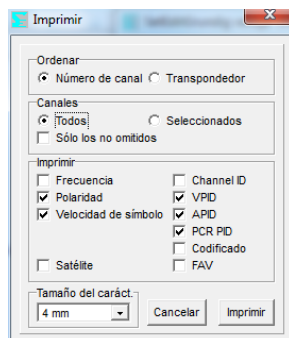 Imprimir
Ordenar
Número de canal Transpondedor
Canales
Todos Seleccionados
Sólo los no omitidos
Imprimir
Frecuencia Channel ID
Polaridad VPID
Velocidad de símbolo APID
PCR PID
Codificado
Satélite FAV
Tamaño del caráct.
4 mm Cancelar Imprimir